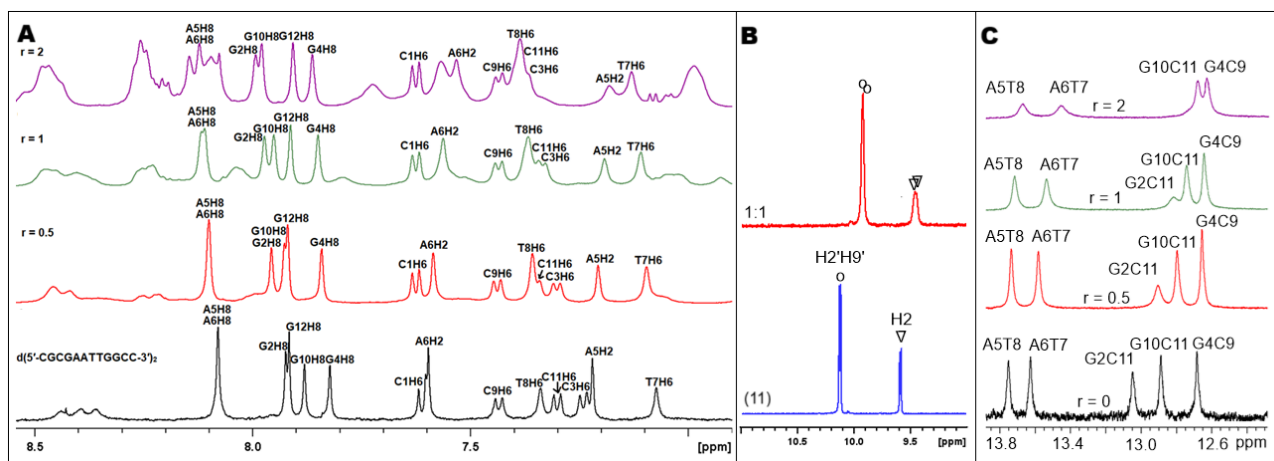 A
r = 2
A5H8
A6H8
G2H8
G10H8
G12H8
G4H8
C1H6
A6H2
C9H6
T8H6
C11H6
C3H6
A5H2
T7H6
r = 1
A5H8
A6H8
G2H8
G10H8
G12H8
G4H8
C1H6
A6H2
C9H6
T8H6
C11H6
C3H6
A5H2
T7H6
r = 0.5
A5H8
A6H8
G12H8
G10H8
G2H8
G4H8
C1H6
A6H2
C9H6
T8H6
C11H6
C3H6
A5H2
T7H6
d(5'-CGCGAATTGGCC-3')₂
A5H8
A6H8
G12H8
G2H8
G10H8
G4H8
C1H6
A6H2
C9H6
T8H6
C11H6
C3H6
A5H2
T7H6
8.5 8.0 7.5 [ppm]
B
1:1
H2'H9'
H2
(11)
10.5 10.0 9.5 [ppm]
C
A5T8 A6T7 r = 2 G10C11 G4C9
A5T8 A6T7 r = 1 G2C11 G10C11 G4C9
A5T8 A6T7 r = 0.5 G2C11 G10C11 G4C9
A5T8 A6T7 r = 0 G2C11 G10C11 G4C9
13.8 13.4 13.0 12.6 ppm